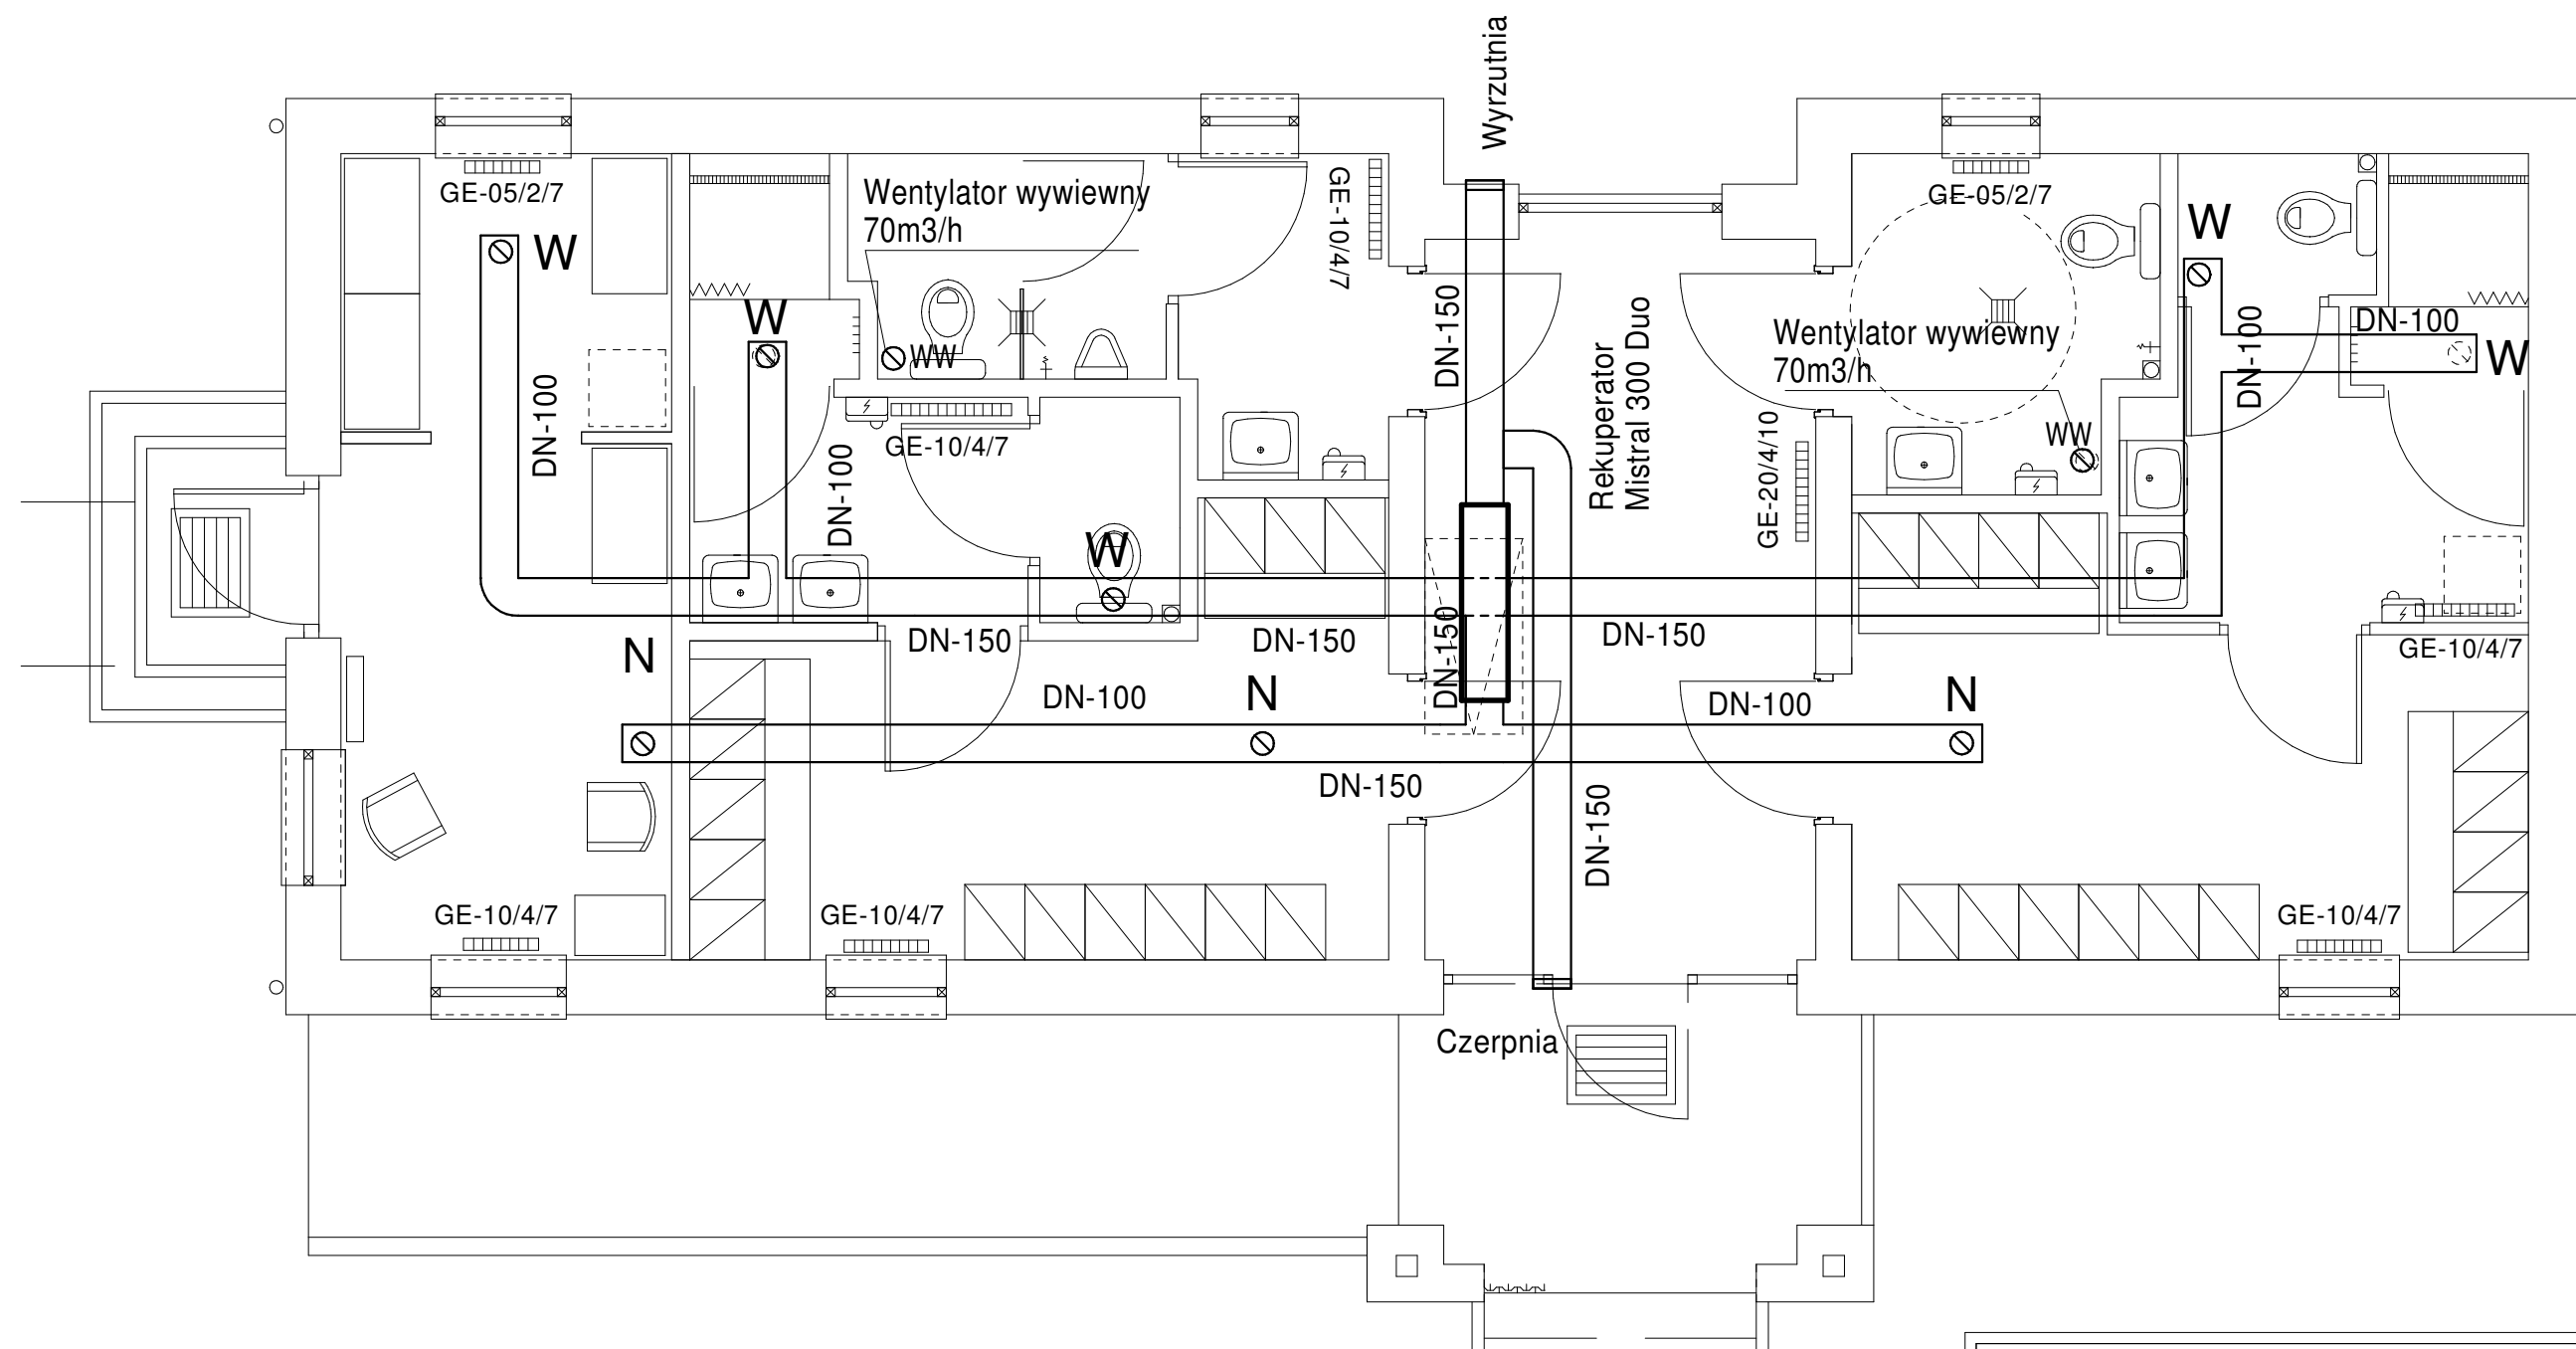 Wyrzutnia
GE-05/2/7
Wentylator wywiewny
70m3/h
GE-10/4/7
GE-05/2/7
W
W
W
DN-150
Rekuperator
Mistral 300 Duo
Wentylator wywiewny
70m3/h
DN-100
DN-100
W
WW
DN-100
DN-100
GE-10/4/7
GE-20/4/10
WW
W
N
DN-150
DN-150
DN-150
DN-150
GE-10/4/7
DN-100
N
DN-100
N
DN-150
DN-150
GE-10/4/7
GE-10/4/7
GE-10/4/7
Czerpnia